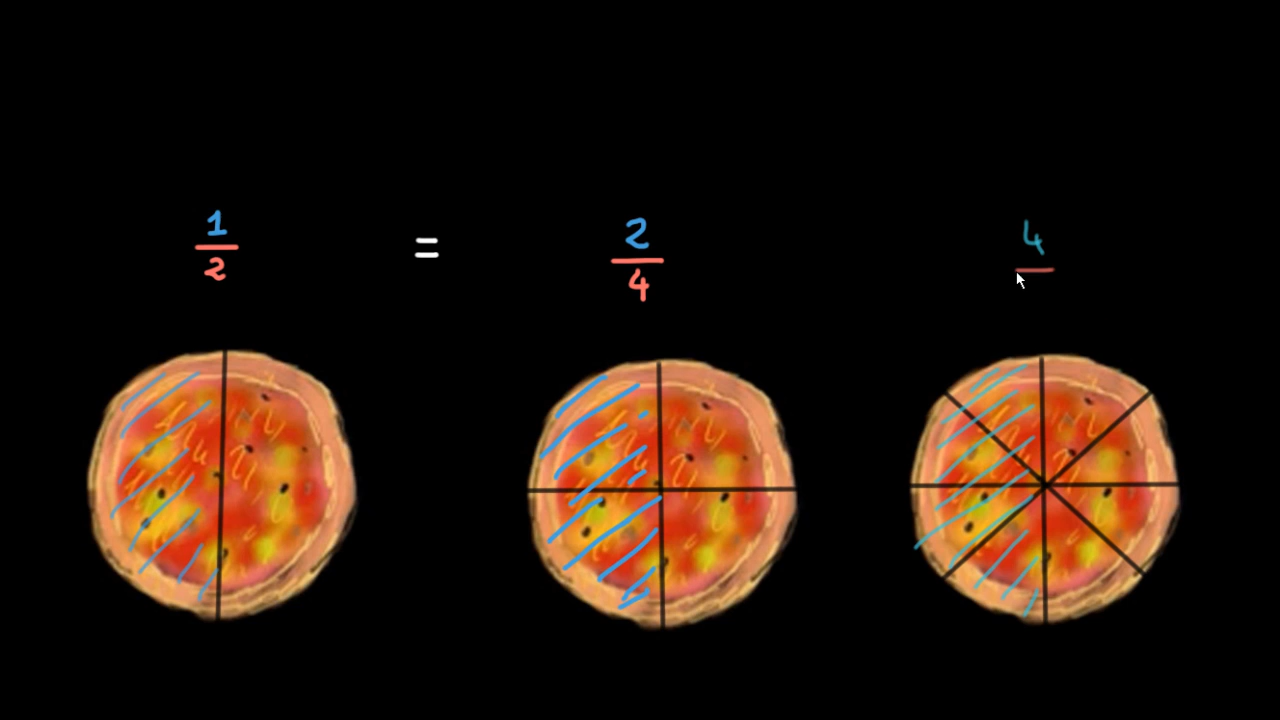 1/2 = 2/4 4/